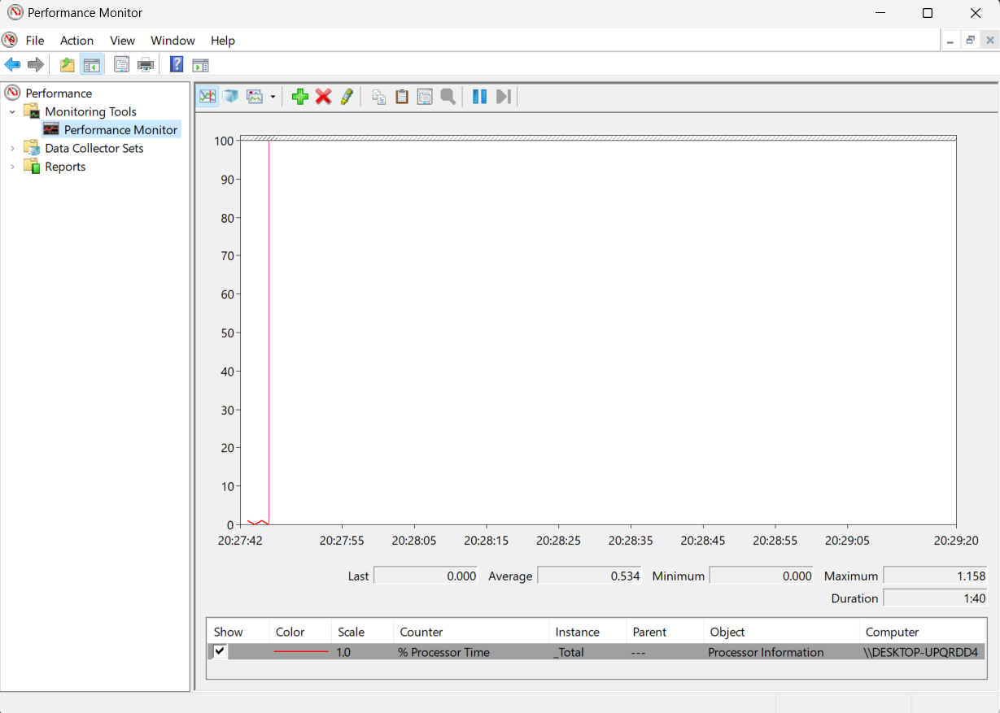 Performance Monitor
File Action View Window Help
Performance
Monitoring Tools
Performance Monitor
Data Collector Sets
Reports
100
90
80
70
60
50
40
30
20
10
0
20:27:42 20:27:55 20:28:05 20:28:15 20:28:25 20:28:35 20:28:45 20:28:55 20:29:05 20:29:20
Last 0.000 Average 0.534 Minimum 0.000 Maximum 1.158
Duration 1:40
Show Color Scale Counter Instance Parent Object Computer
1.0 % Processor Time _Total --- Processor Information \\DESKTOP-UPQRDD4